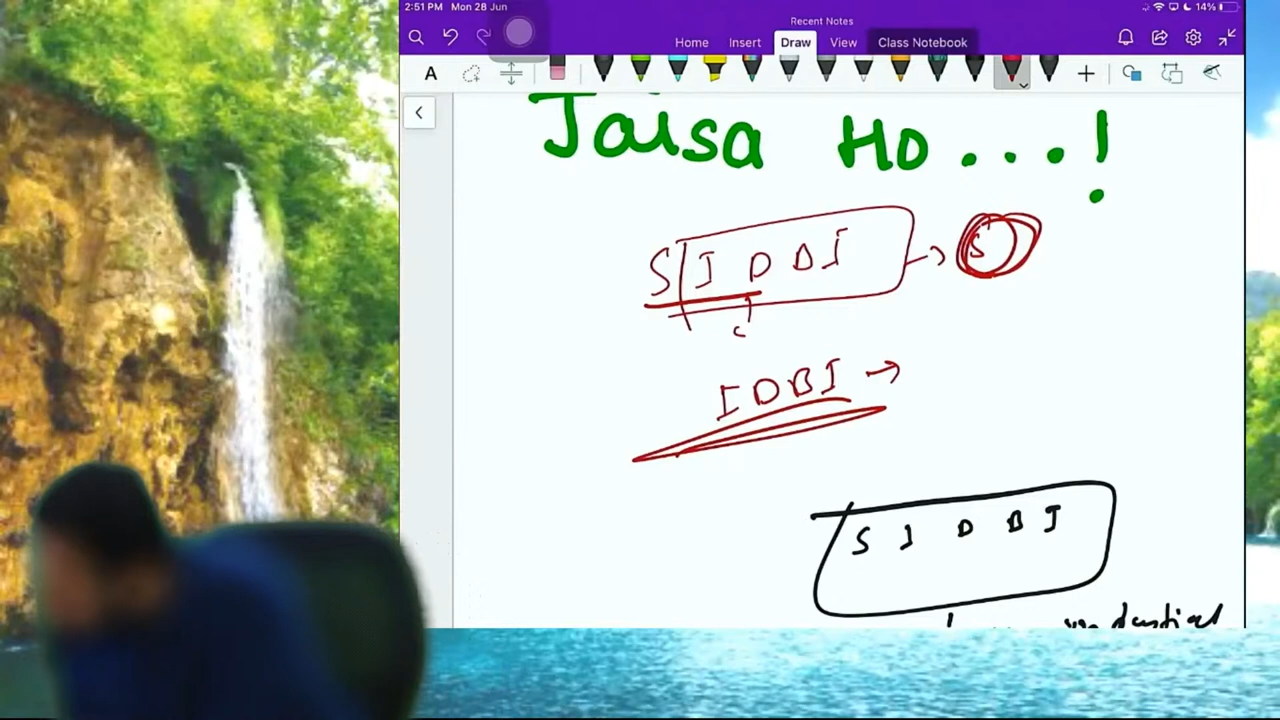 2:51 PM Mon 28 Jun
14%
Recent Notes
Home Insert Draw View Class Notebook
A
Jaisa Ho...!
SIDBI → S
C
IDBI →
SIDBI